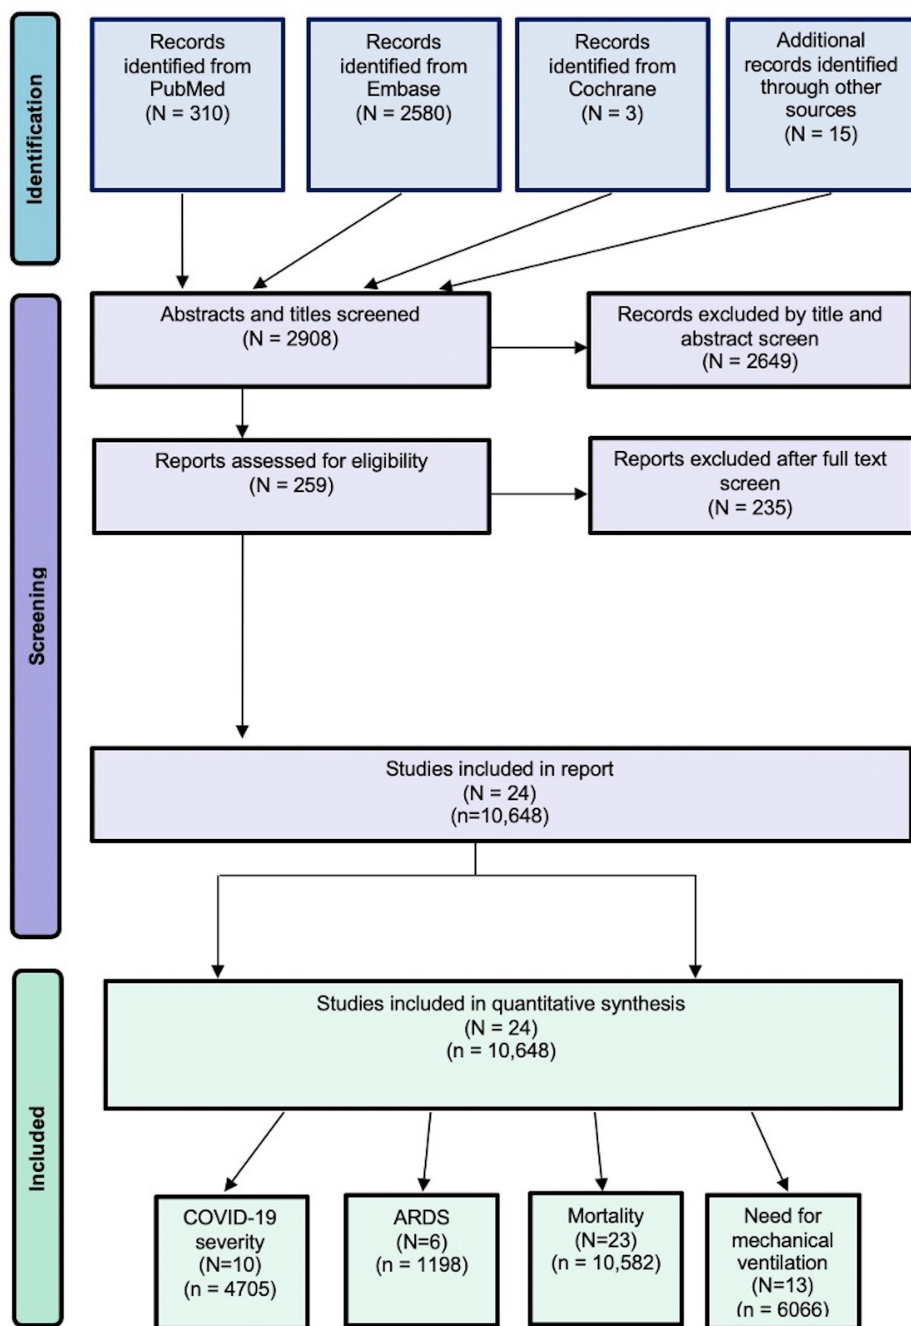 Identification
Records
identified from
PubMed
(N = 310)
Records
identified from
Embase
(N = 2580)
Records
identified from
Cochrane
(N = 3)
Additional
records identified
through other
sources
(N = 15)
Screening
Abstracts and titles screened
(N = 2908)
Records excluded by title and
abstract screen
(N = 2649)
Reports assessed for eligibility
(N = 259)
Reports excluded after full text
screen
(N = 235)
Studies included in report
(N = 24)
(n=10,648)
Included
Studies included in quantitative synthesis
(N = 24)
(n = 10,648)
COVID-19
severity
(N=10)
n = 4705)
ARDS
(N=6)
(n = 1198)
Mortality
(N=23)
(n = 10,582)
Need for
mechanical
ventilation
(N=13)
(n = 6066)